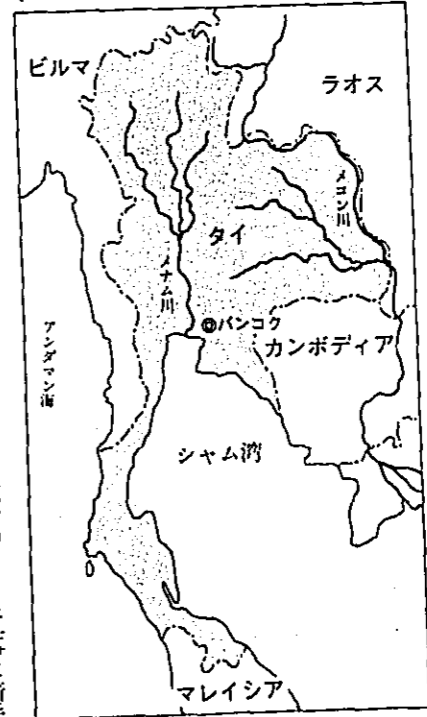 ビルマ
ラオス
メコン川
タイ
メナム川
◎バンコク
カンボディア
アンダマン海
シャム湾
マレイシア